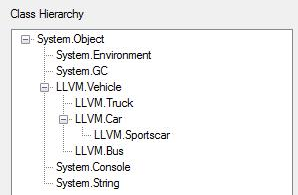 Class Hierarchy
System.Object
System.Environment
System.GC
LLVM.Vehicle
LLVM.Truck
LLVM.Car
LLVM.Sportscar
LLVM.Bus
System.Console
System.String